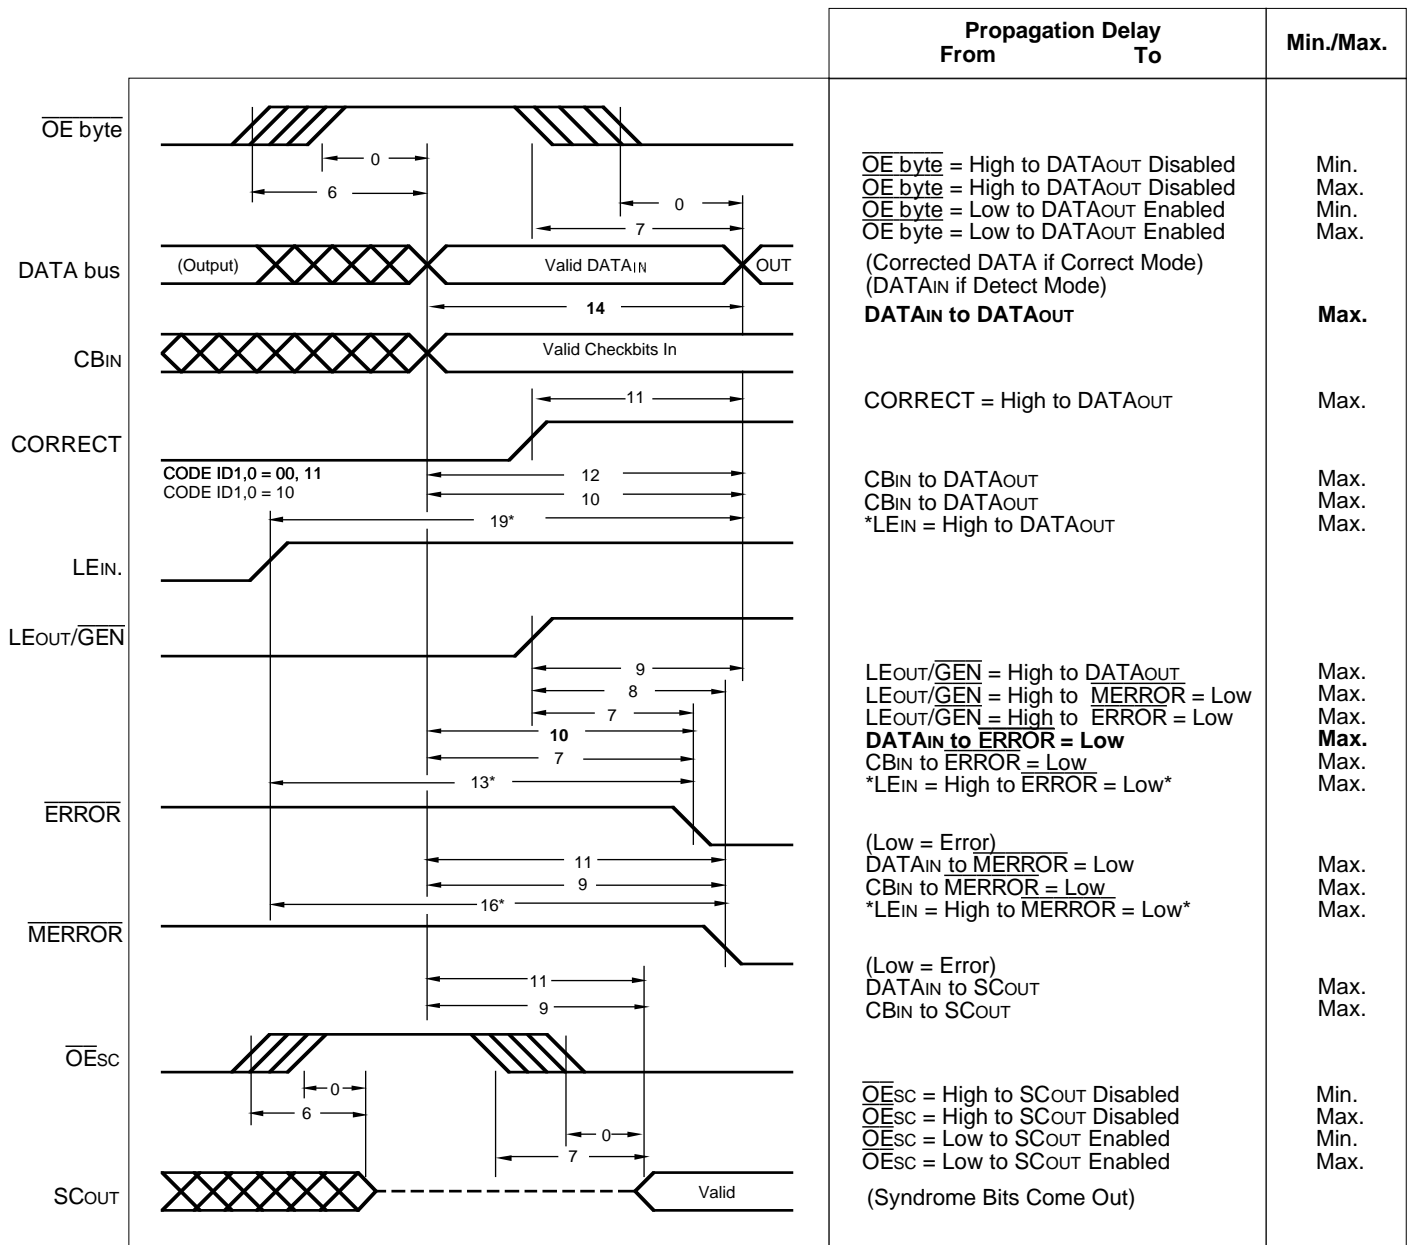 Propagation Delay
From To Min./Max.
OE byte
0
6
0
7
OE byte = High to DATAOUT Disabled Min.
OE byte = High to DATAOUT Disabled Max.
OE byte = Low to DATAOUT Enabled Min.
OE byte = Low to DATAOUT Enabled Max.
DATA bus (Output) Valid DATAIN OUT
(Corrected DATA if Correct Mode)
(DATAIN if Detect Mode)
14 DATAIN to DATAOUT Max.
CBIN Valid Checkbits In
11 CORRECT = High to DATAOUT Max.
CORRECT
CODE ID1,0 = 00, 11 12 CBIN to DATAOUT Max.
CODE ID1,0 = 10 10 CBIN to DATAOUT Max.
19* *LEIN = High to DATAOUT Max.
LEIN.
LEOUT/GEN
9 LEOUT/GEN = High to DATAOUT Max.
8 LEOUT/GEN = High to MERROR = Low Max.
7 LEOUT/GEN = High to ERROR = Low Max.
10 DATAIN to ERROR = Low Max.
7 CBIN to ERROR = Low Max.
13* *LEIN = High to ERROR = Low* Max.
ERROR
(Low = Error)
11 DATAIN to MERROR = Low Max.
9 CBIN to MERROR = Low Max.
16* *LEIN = High to MERROR = Low* Max.
MERROR
(Low = Error)
11 DATAIN to SCOUT Max.
9 CBIN to SCOUT Max.
OESC
0 OESC = High to SCOUT Disabled Min.
6 OESC = High to SCOUT Disabled Max.
0 OESC = Low to SCOUT Enabled Min.
7 OESC = Low to SCOUT Enabled Max.
SCOUT Valid (Syndrome Bits Come Out)